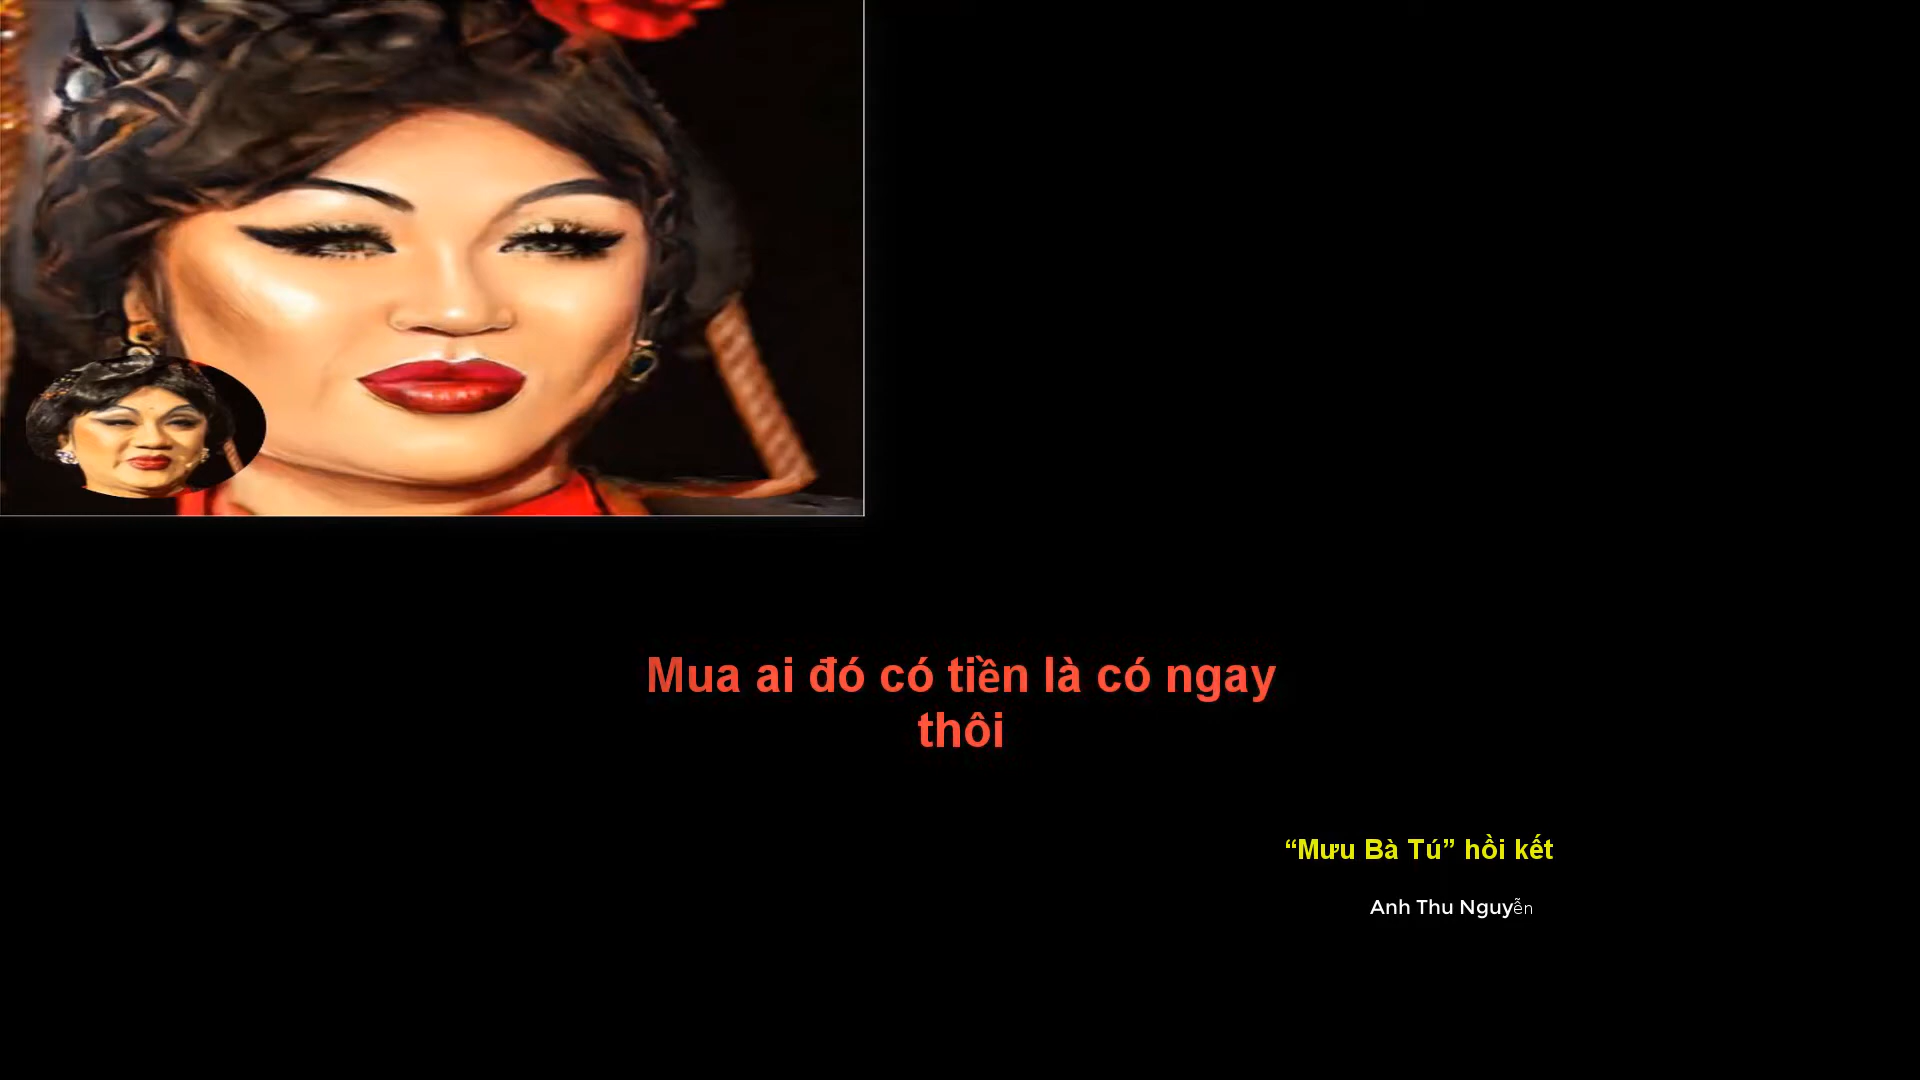 Mua ai đó có tiền là có ngay
thôi
“Mưu Bà Tú” hồi kết
Anh Thu Nguyễn